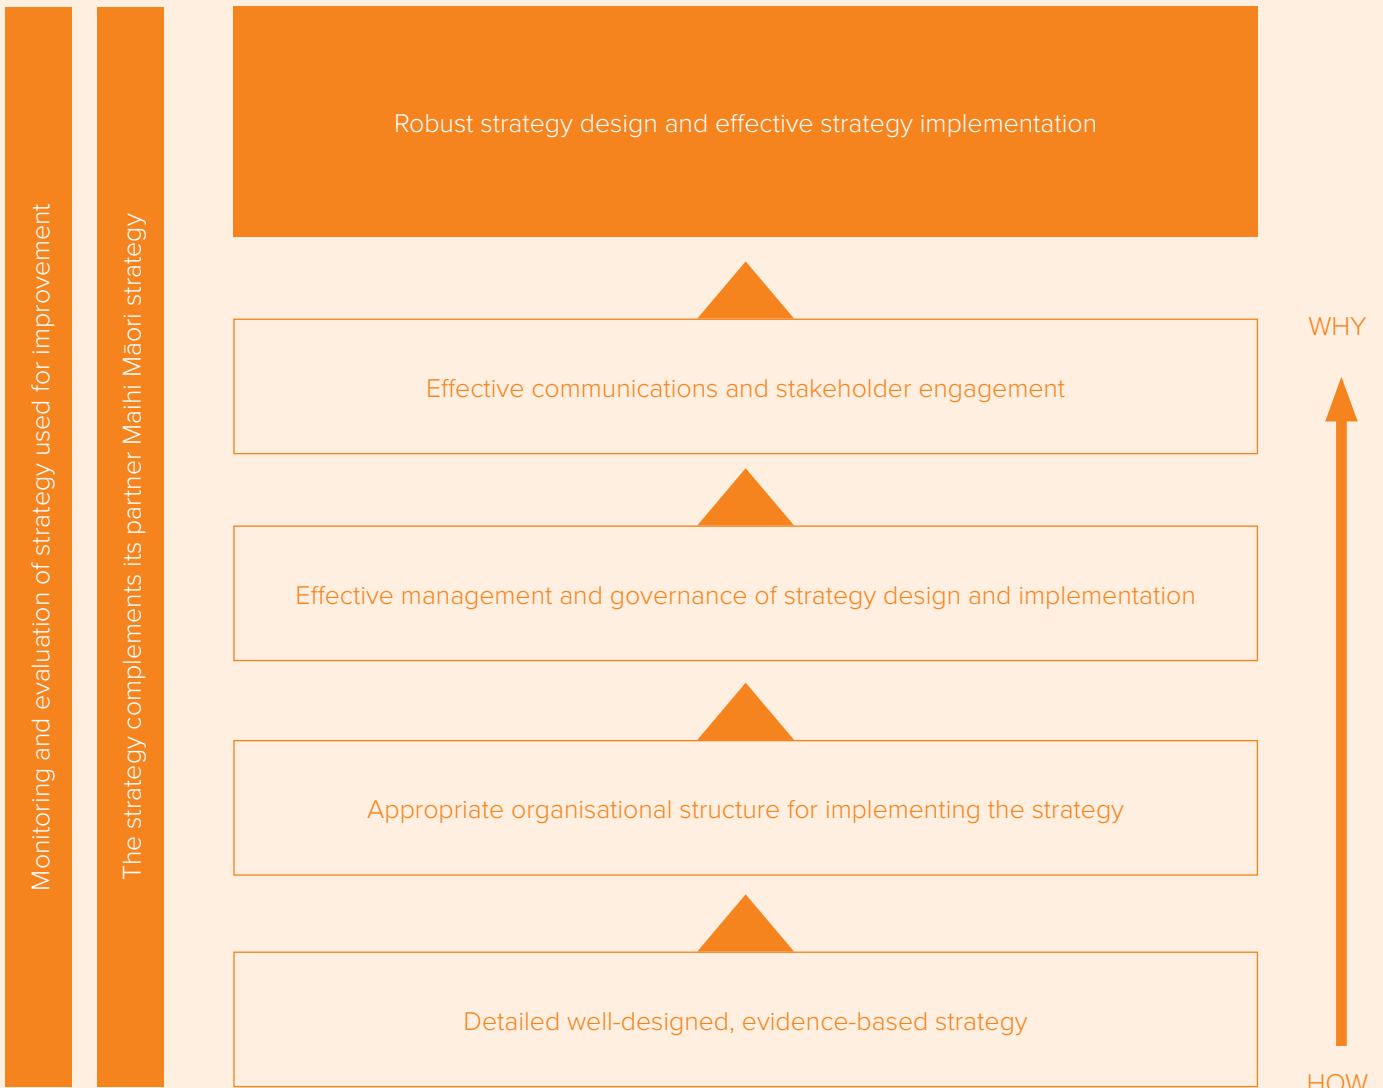 Monitoring and evaluation of strategy used for improvement
The strategy complements its partner Maihi Māori strategy
Robust strategy design and effective strategy implementation
Effective communications and stakeholder engagement
Effective management and governance of strategy design and implementation
Appropriate organisational structure for implementing the strategy
Detailed well-designed, evidence-based strategy
WHY
HOW